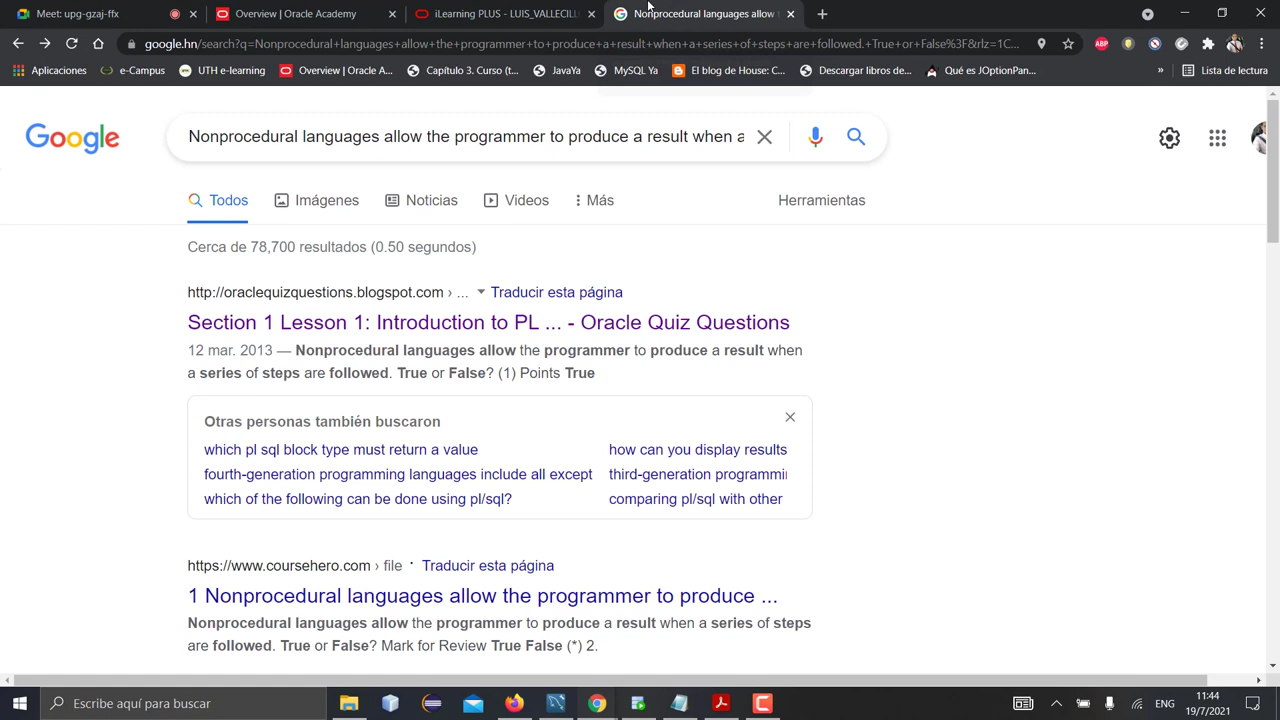 Meet: upg-gzaj-ffx
Overview | Oracle Academy
iLearning PLUS - LUIS_VALLECILL
Nonprocedural languages allow
google.hn/search?q=Nonprocedural+languages+allow+the+programmer+to+produce+a+result+when+a+series+of+steps+are+followed.+True+or+False%3F&rlz=1C...
Aplicaciones
e-Campus
UTH e-learning
Overview | Oracle A...
Capítulo 3. Curso (t...
JavaYa
MySQL Ya
El blog de House: C...
Descargar libros de...
Qué es JOptionPan...
»
Lista de lectura
Google
Nonprocedural languages allow the programmer to produce a result when a
Todos
Imágenes
Noticias
Videos
Más
Herramientas
Cerca de 78,700 resultados (0.50 segundos)
http://oraclequizquestions.blogspot.com › ... Traducir esta página
Section 1 Lesson 1: Introduction to PL ... - Oracle Quiz Questions
12 mar. 2013 — Nonprocedural languages allow the programmer to produce a result when
a series of steps are followed. True or False? (1) Points True
Otras personas también buscaron
which pl sql block type must return a value
how can you display results
fourth-generation programming languages include all except
third-generation programmi
which of the following can be done using pl/sql?
comparing pl/sql with other
https://www.coursehero.com › file · Traducir esta página
1 Nonprocedural languages allow the programmer to produce ...
Nonprocedural languages allow the programmer to produce a result when a series of steps
are followed. True or False? Mark for Review True False (*) 2.
Escribe aquí para buscar
ENG
11:44
19/7/2021